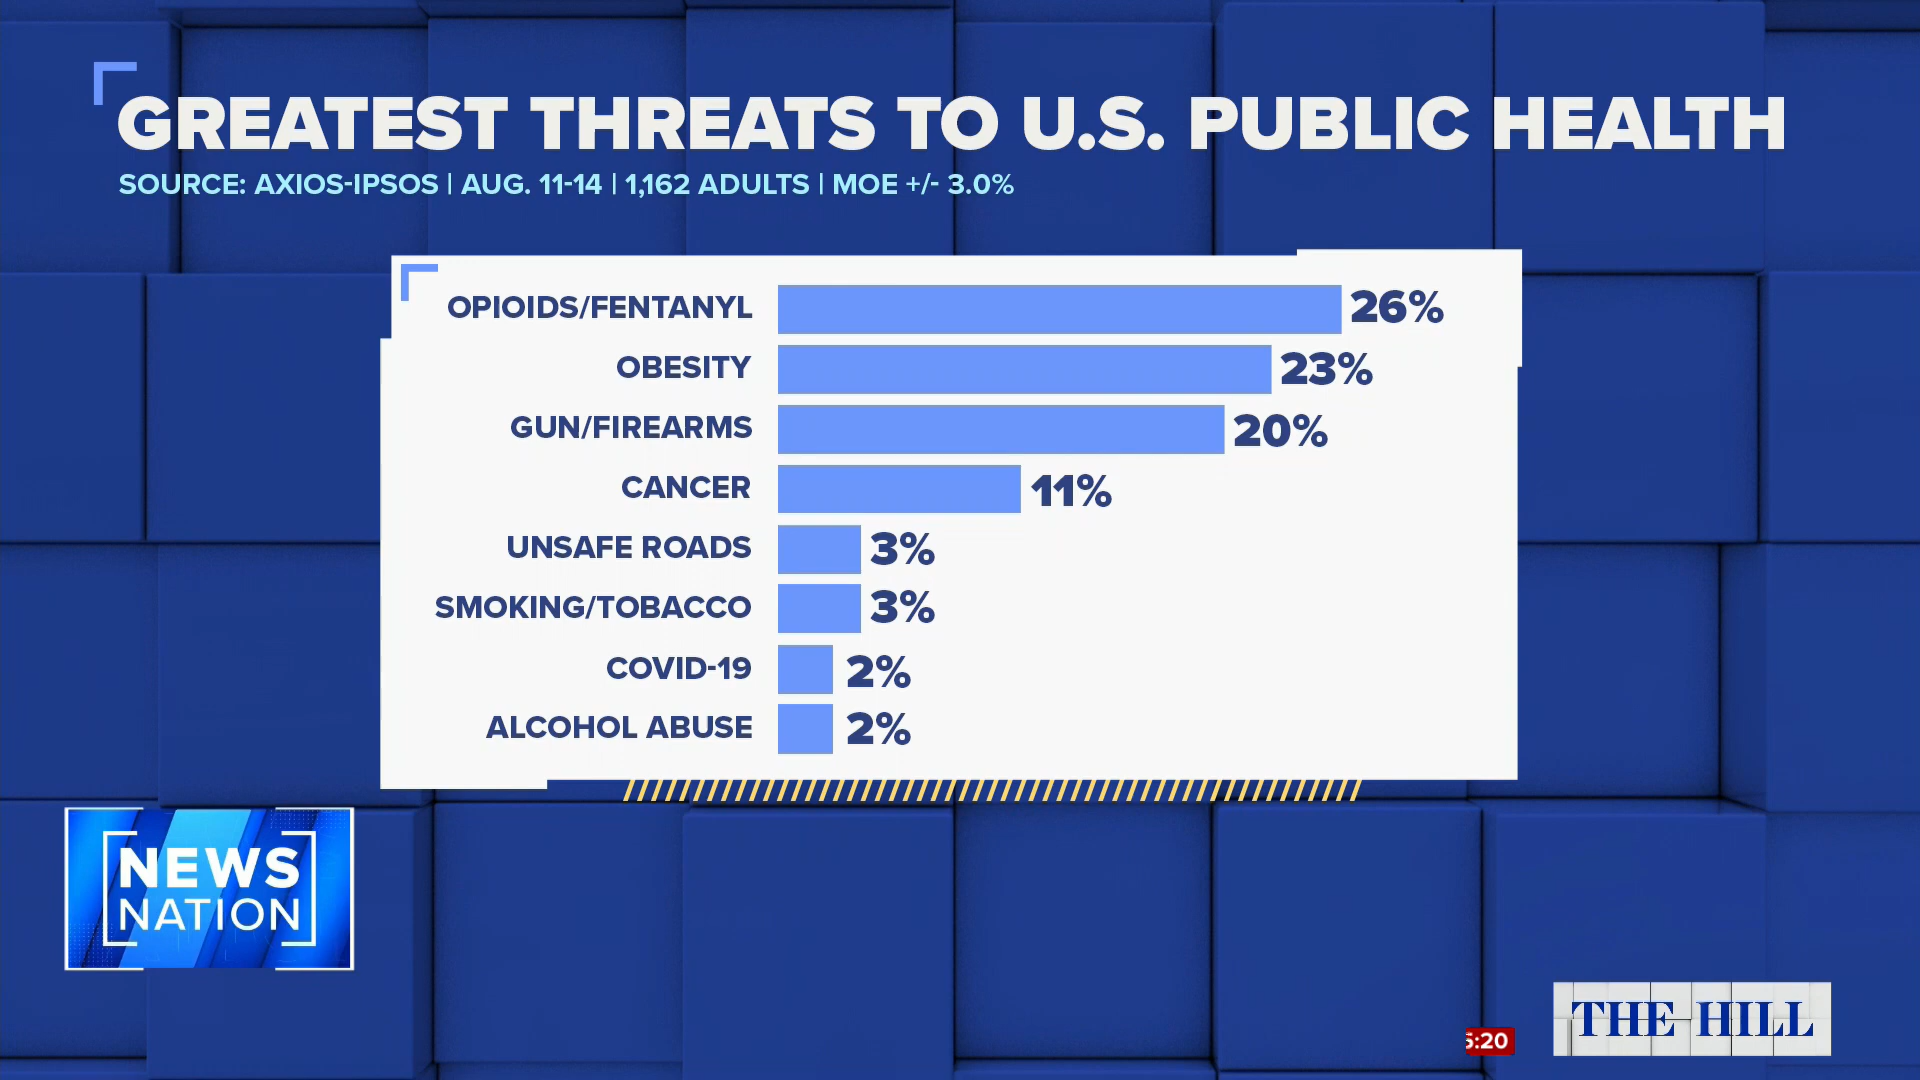 GREATEST THREATS TO U.S. PUBLIC HEALTH
SOURCE: AXIOS-IPSOS | AUG. 11-14 | 1,162 ADULTS | MOE +/- 3.0%
OPIOIDS/FENTANYL 26%
OBESITY 23%
GUN/FIREARMS 20%
CANCER 11%
UNSAFE ROADS 3%
SMOKING/TOBACCO 3%
COVID-19 2%
ALCOHOL ABUSE 2%
NEWS
NATION
:20
THE HILL